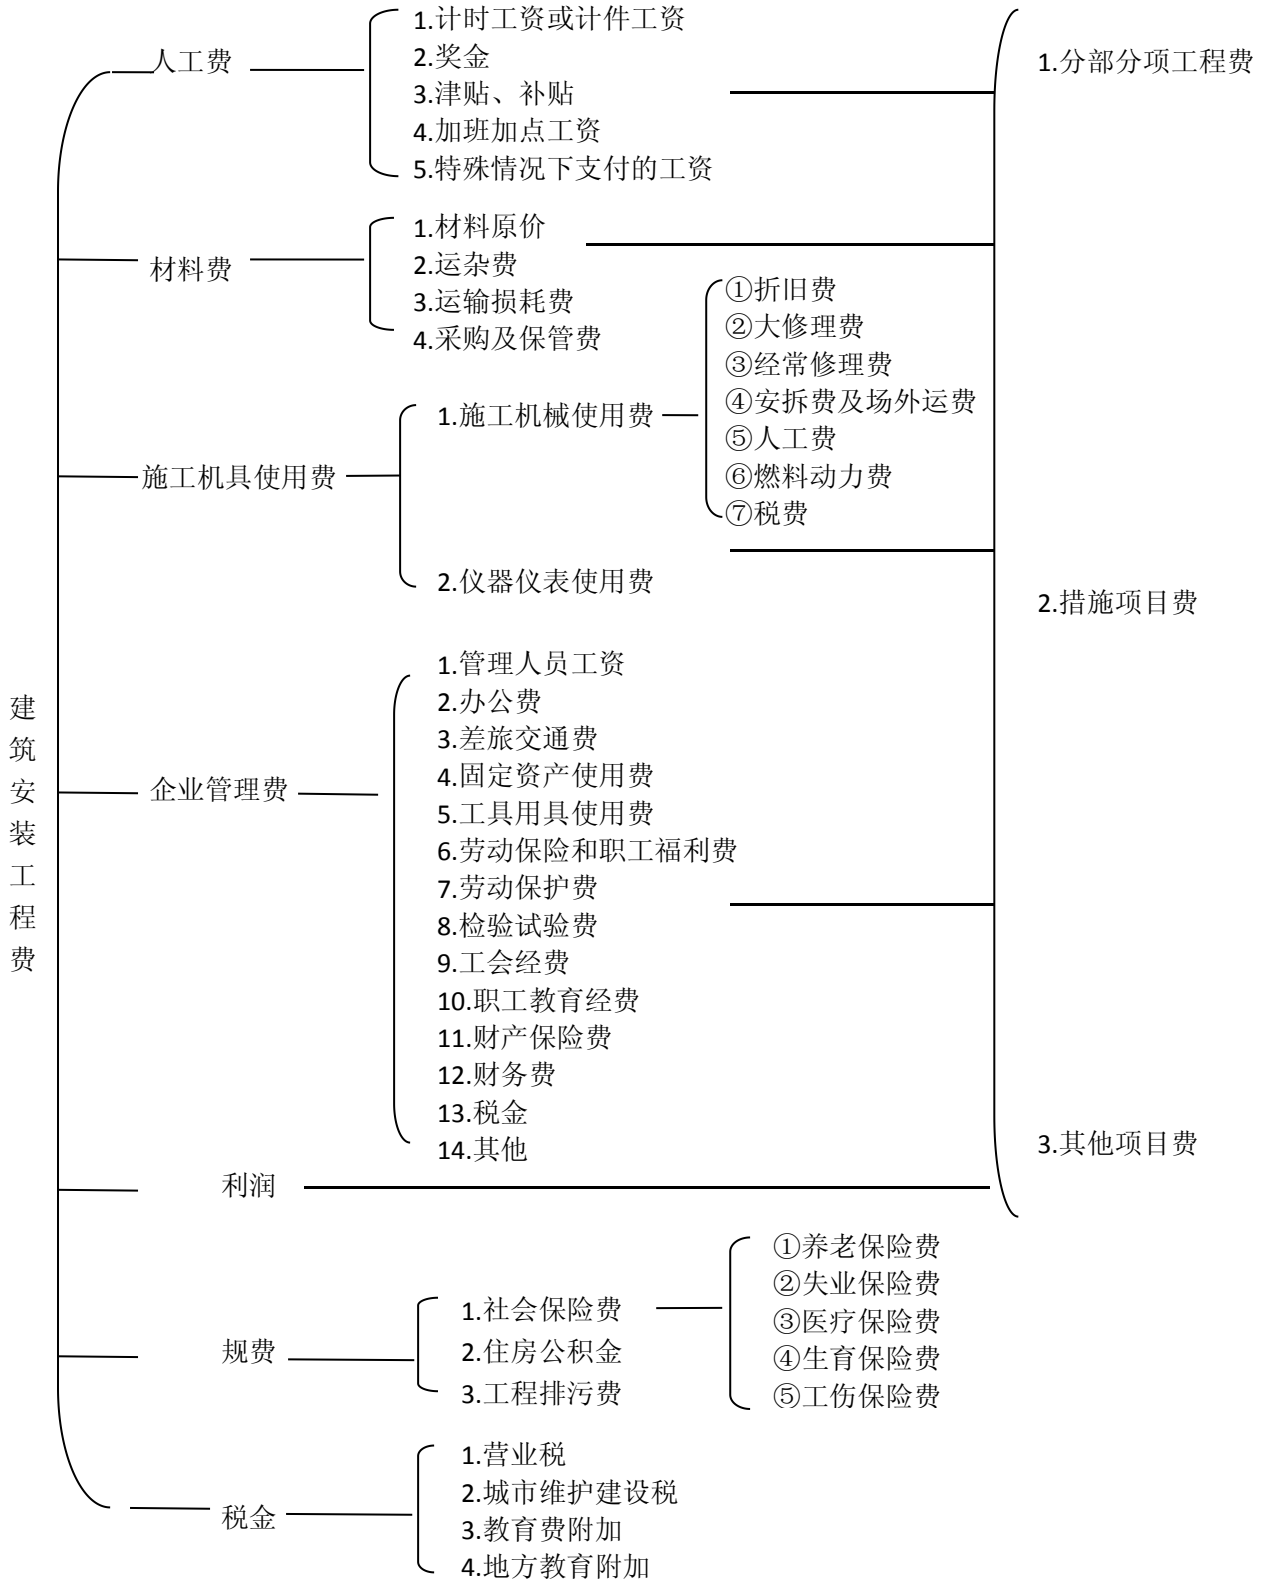 建筑安装工程费
人工费
1.计时工资或计件工资
2.奖金
3.津贴、补贴
4.加班加点工资
5.特殊情况下支付的工资
材料费
1.材料原价
2.运杂费
3.运输损耗费
4.采购及保管费
施工机具使用费
1.施工机械使用费
①折旧费
②大修理费
③经常修理费
④安拆费及场外运费
⑤人工费
⑥燃料动力费
⑦税费
2.仪器仪表使用费
企业管理费
1.管理人员工资
2.办公费
3.差旅交通费
4.固定资产使用费
5.工具用具使用费
6.劳动保险和职工福利费
7.劳动保护费
8.检验试验费
9.工会经费
10.职工教育经费
11.财产保险费
12.财务费
13.税金
14.其他
利润
规费
1.社会保险费
①养老保险费
②失业保险费
③医疗保险费
④生育保险费
⑤工伤保险费
2.住房公积金
3.工程排污费
税金
1.营业税
2.城市维护建设税
3.教育费附加
4.地方教育附加
1.分部分项工程费
2.措施项目费
3.其他项目费